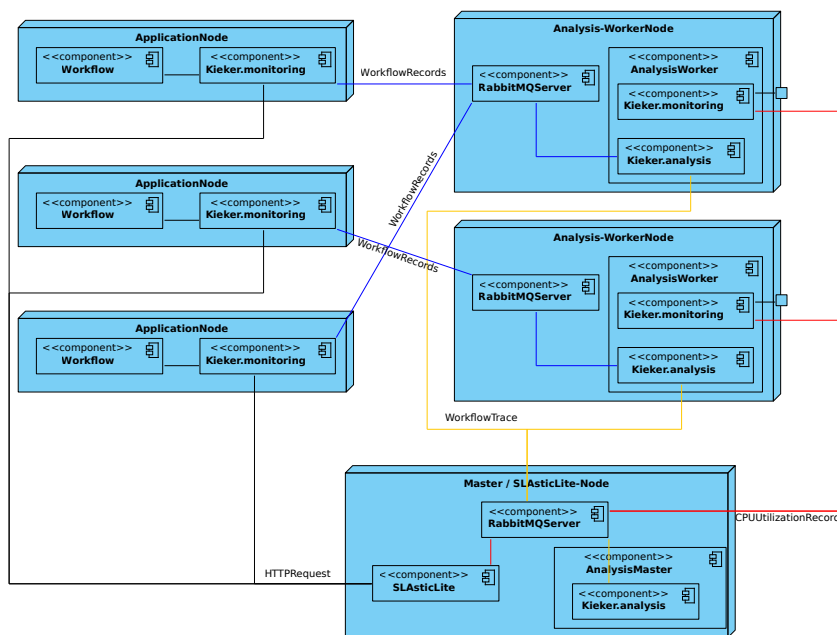 ApplicationNode
<<component>>
Workflow
<<component>>
Kieker.monitoring
WorkflowRecords
Analysis-WorkerNode
<<component>>
RabbitMQServer
<<component>>
AnalysisWorker
<<component>>
Kieker.monitoring
<<component>>
Kieker.analysis
ApplicationNode
<<component>>
Workflow
<<component>>
Kieker.monitoring
WorkflowRecords
WorkflowRecords
Analysis-WorkerNode
<<component>>
RabbitMQServer
<<component>>
AnalysisWorker
<<component>>
Kieker.monitoring
<<component>>
Kieker.analysis
ApplicationNode
<<component>>
Workflow
<<component>>
Kieker.monitoring
WorkflowTrace
Master / SLAsticLite-Node
<<component>>
RabbitMQServer
CPUUtilizationRecord
<<component>>
AnalysisMaster
<<component>>
Kieker.analysis
HTTPRequest
<<component>>
SLAsticLite